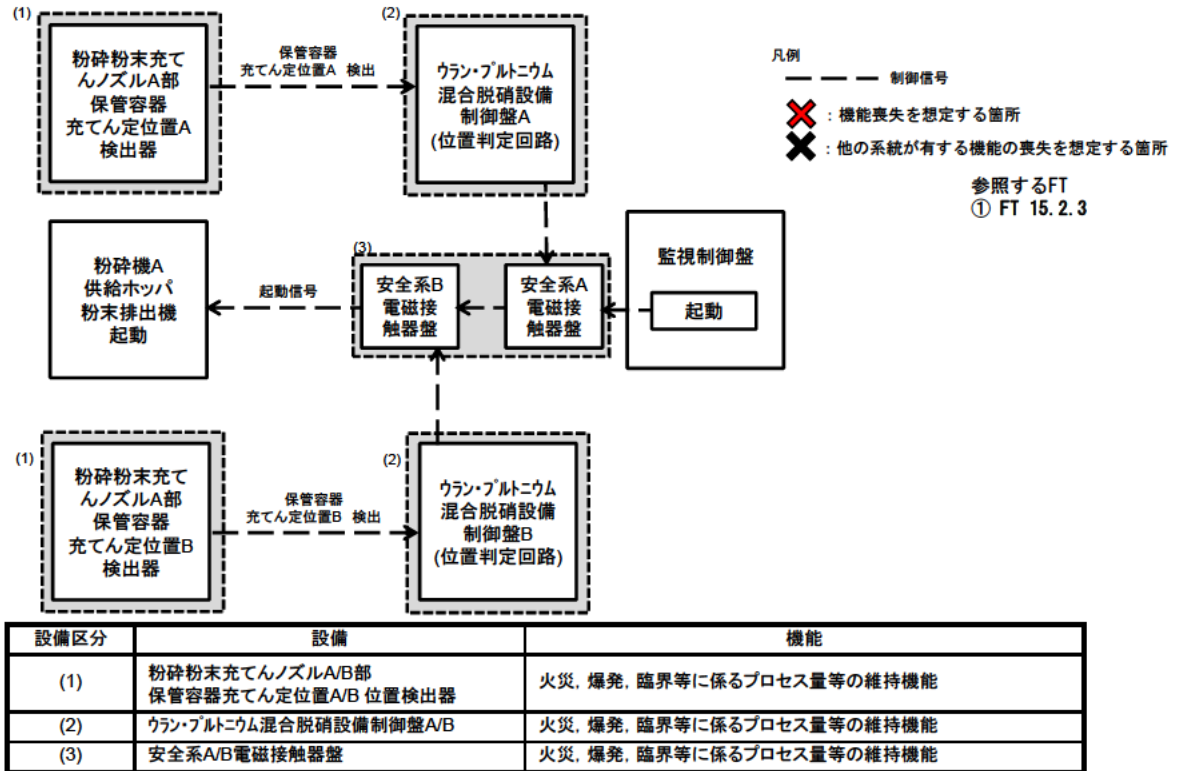 (1)
粉砕粉末充て
んノズルA部
保管容器
充てん定位置A
検出器
保管容器
充てん定位置A 検出
(2)
ウラン・プルトニウム
混合脱硝設備
制御盤A
(位置判定回路)
凡例
制御信号
：機能喪失を想定する箇所
：他の系統が有する機能の喪失を想定する箇所
参照するFT
① FT 15.2.3
粉砕機A
供給ホッパ
粉末排出機
起動
起動信号
(3)
安全系B
電磁接
触器盤
安全系A
電磁接
触器盤
監視制御盤
起動
(1)
粉砕粉末充て
んノズルA部
保管容器
充てん定位置B
検出器
保管容器
充てん定位置B 検出
(2)
ウラン・プルトニウム
混合脱硝設備
制御盤B
(位置判定回路)
設備区分 設備 機能
(1) 粉砕粉末充てんノズルA/B部
保管容器充てん定位置A/B 位置検出器 火災，爆発，臨界等に係るプロセス量等の維持機能
(2) ウラン・プルトニウム混合脱硝設備制御盤A/B 火災，爆発，臨界等に係るプロセス量等の維持機能
(3) 安全系A/B電磁接触器盤 火災，爆発，臨界等に係るプロセス量等の維持機能